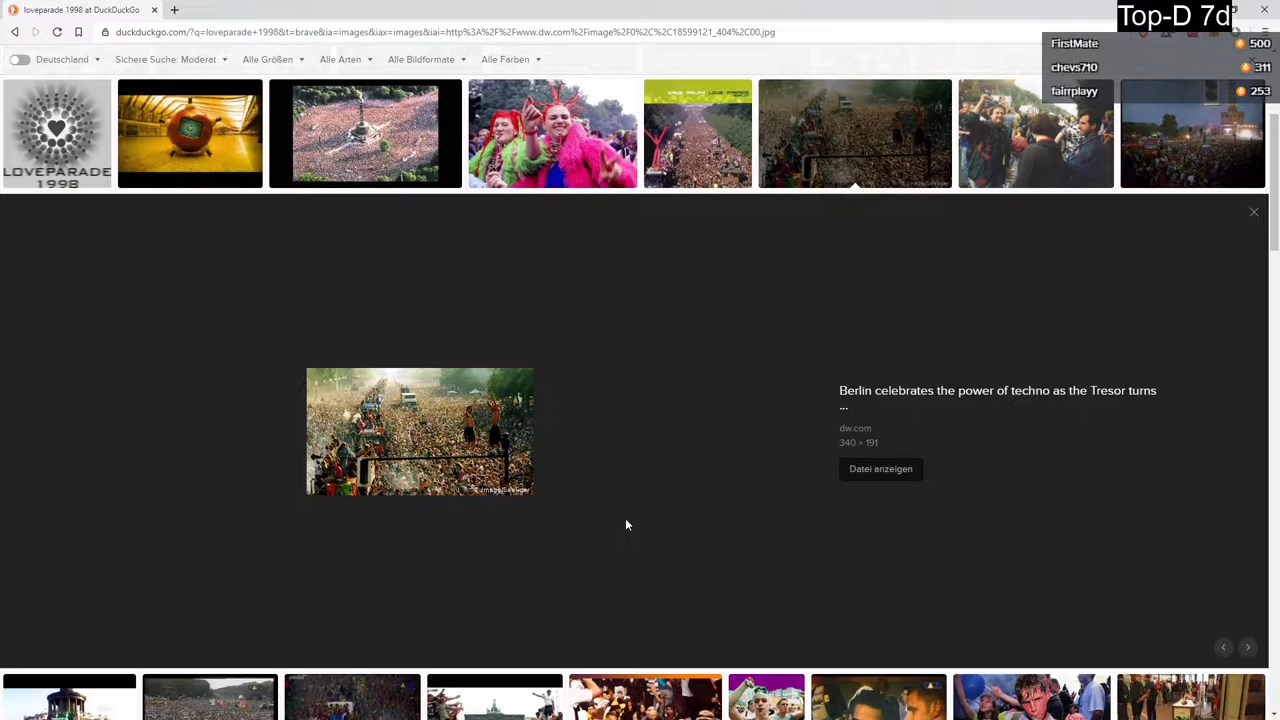 loveparade 1998 at DuckDuckGo
Top-D 7d
duckduckgo.com/?q=loveparade+1998&t=brave&ia=images&iax=images&iai=http%3A%2F%2Fwww.dw.com%2Fimage%2F0%2C%2C18599121_404%2C00.jpg
FirstMate 500
Deutschland Sichere Suche: Moderat Alle Größen Alle Arten Alle Bildformate Alle Farben
chevs710 311
fairrplayy 253
LOVEPARADE
1998
Berlin celebrates the power of techno as the Tresor turns
...
dw.com
340 × 191
Datei anzeigen